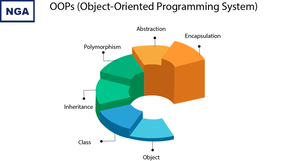 NGA
OOPs (Object-Oriented Programming System)
Abstraction
Encapsulation
Polymorphism
Inheritance
Class
Object